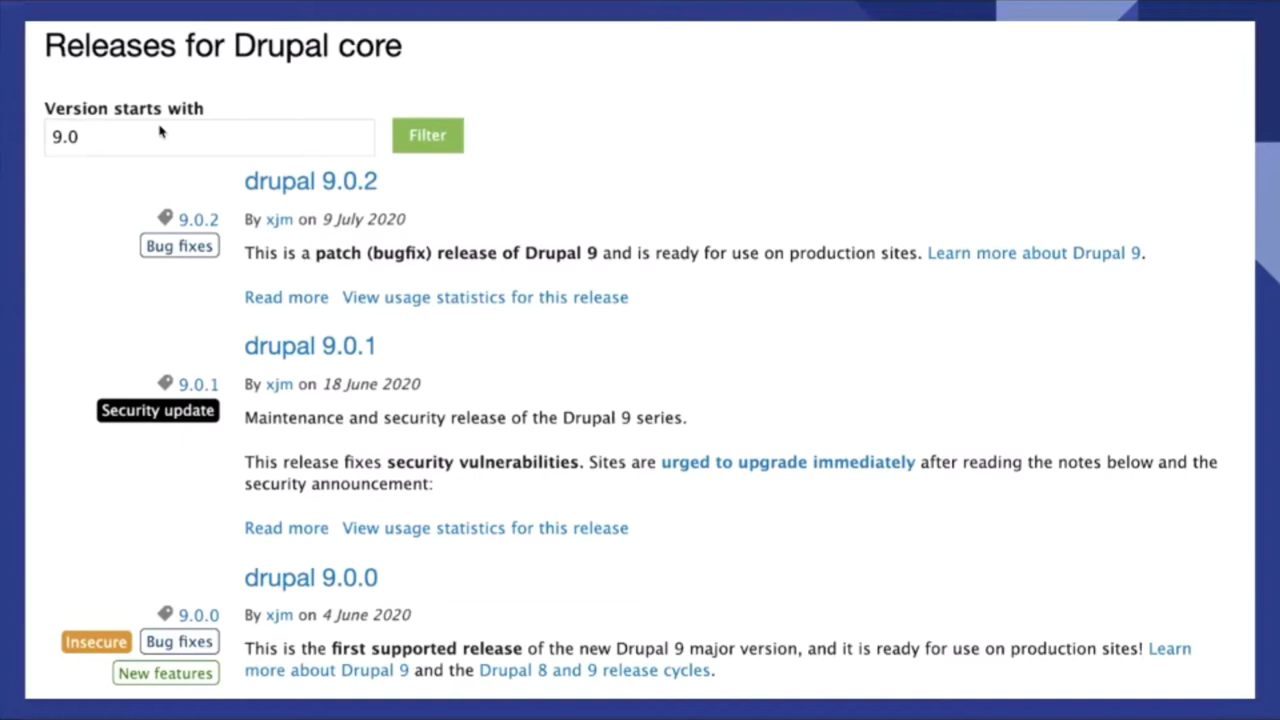 Releases for Drupal core
Version starts with
9.0
Filter
drupal 9.0.2
9.0.2
By xjm on 9 July 2020
Bug fixes
This is a patch (bugfix) release of Drupal 9 and is ready for use on production sites. Learn more about Drupal 9.
Read more View usage statistics for this release
drupal 9.0.1
9.0.1
By xjm on 18 June 2020
Security update
Maintenance and security release of the Drupal 9 series.
This release fixes security vulnerabilities. Sites are urged to upgrade immediately after reading the notes below and the
security announcement:
Read more View usage statistics for this release
drupal 9.0.0
9.0.0
By xjm on 4 June 2020
Insecure Bug fixes
New features
This is the first supported release of the new Drupal 9 major version, and it is ready for use on production sites! Learn
more about Drupal 9 and the Drupal 8 and 9 release cycles.